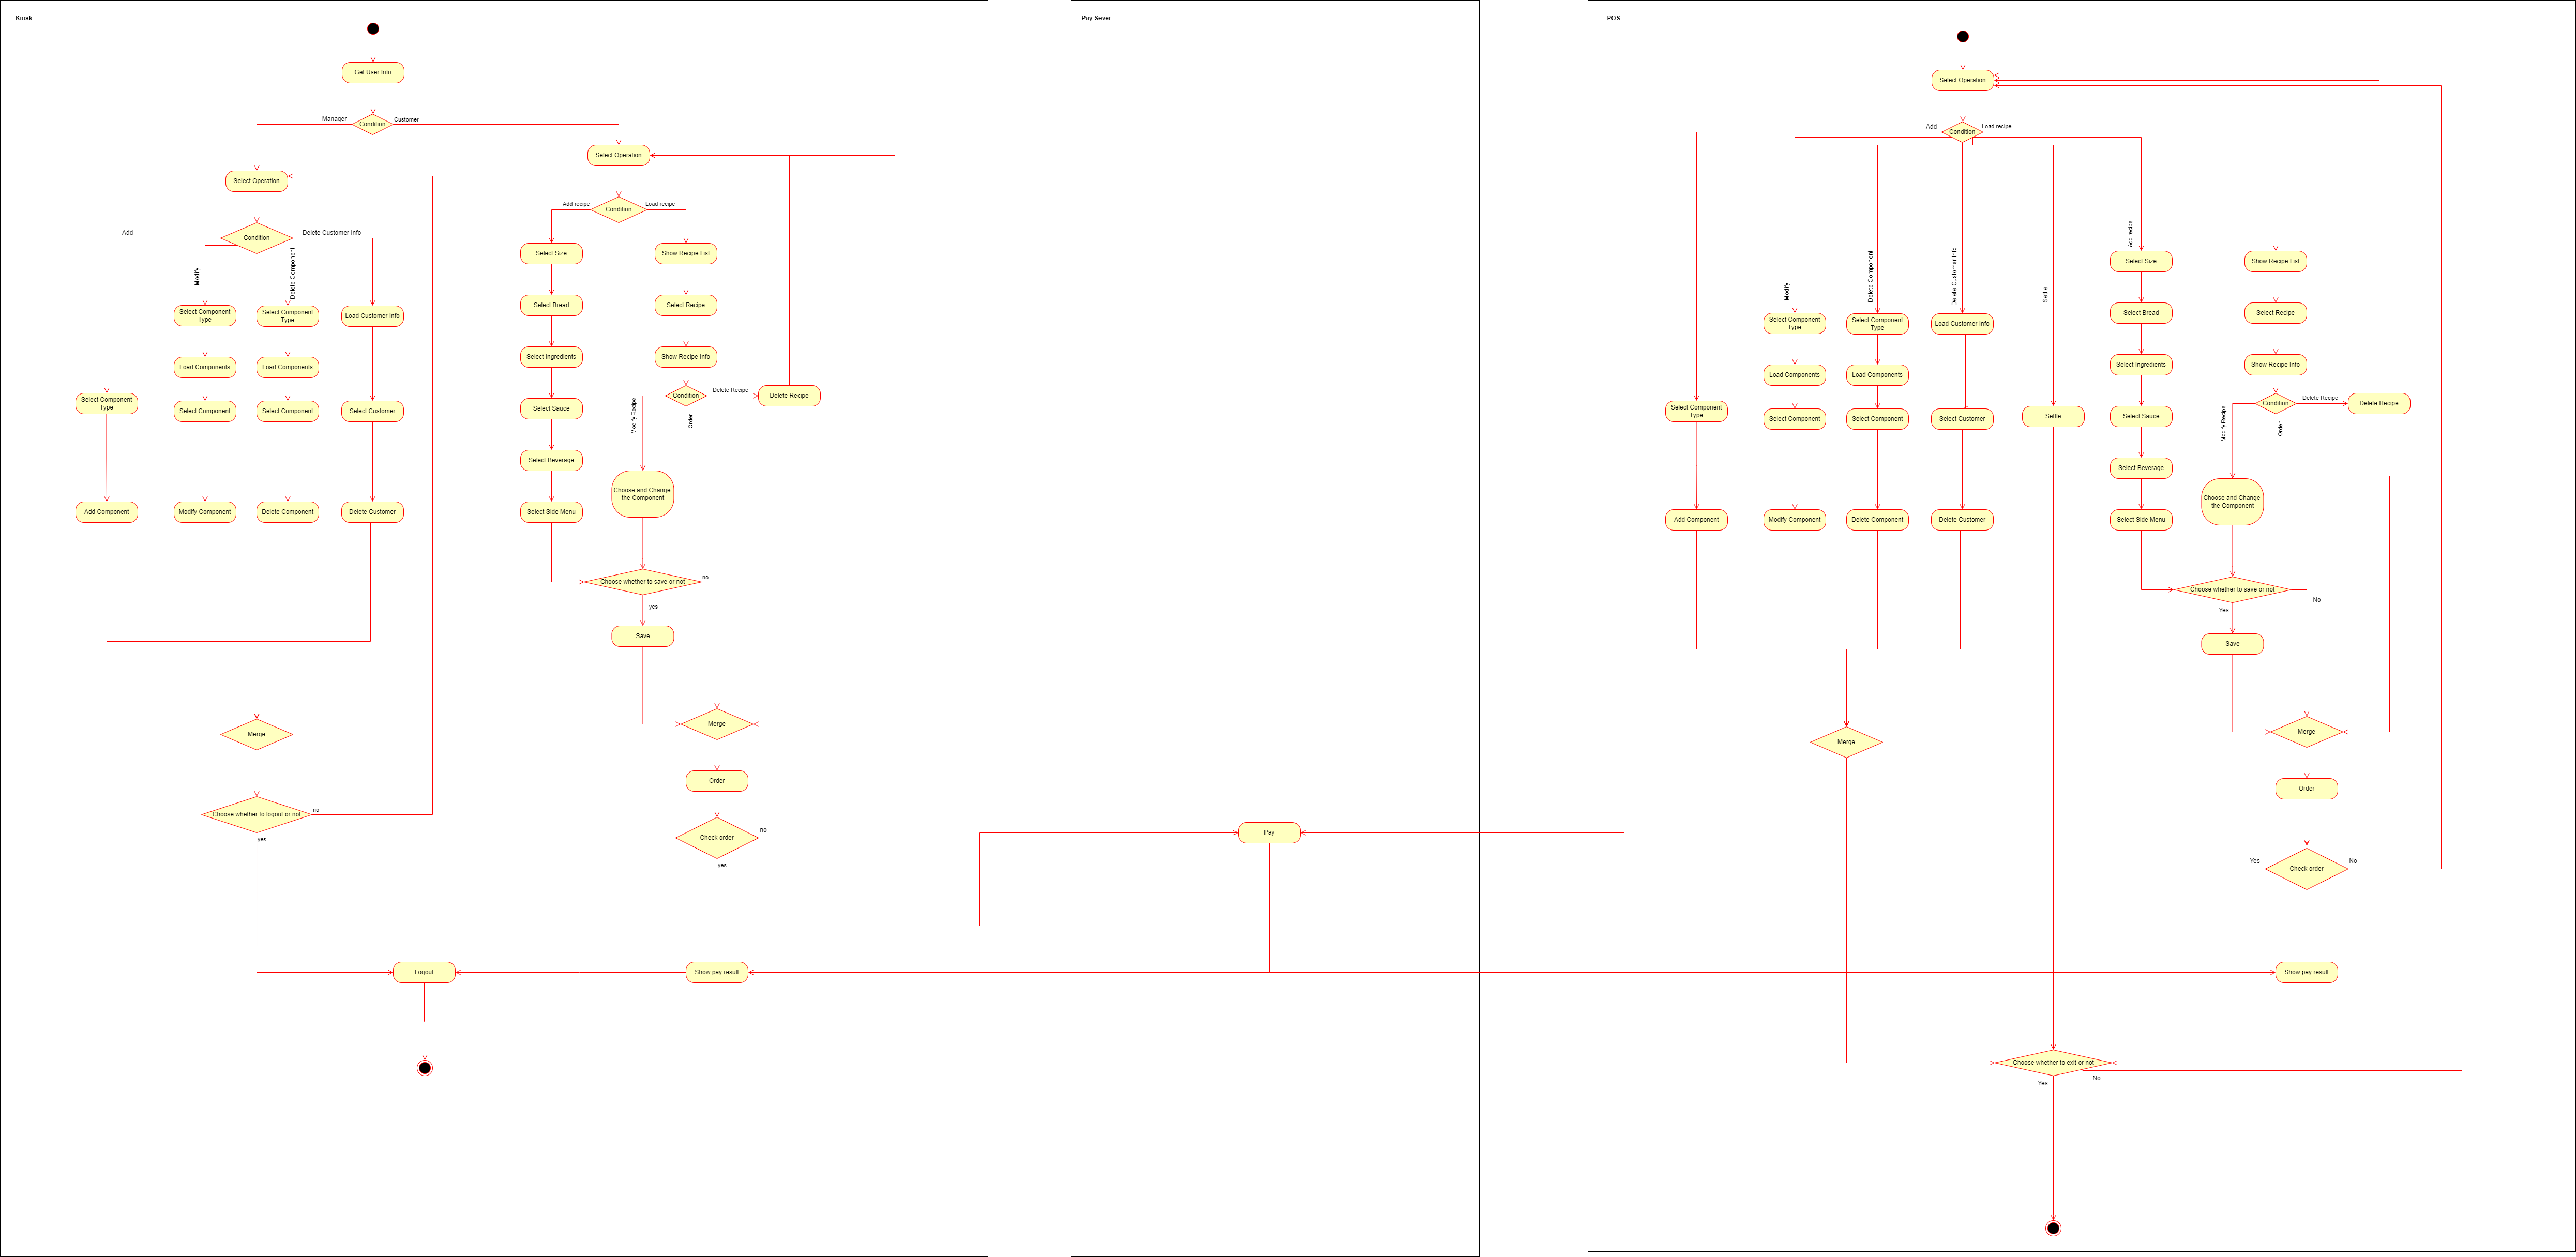 Kiosk
Get User Info
Manager
Condition
Customer
Select Operation
Select Operation
Add
Condition
Delete Customer Info
Modify
Delete Component
Select Component
Type
Select Component
Type
Load Customer Info
Load Components
Load Components
Select Component
Type
Select Component
Select Component
Select Customer
Add Component
Modify Component
Delete Component
Delete Customer
Merge
Choose whether to logout or not
no
yes
Logout
Add recipe
Condition
Load recipe
Select Size
Show Recipe List
Select Bread
Select Recipe
Select Ingredients
Show Recipe Info
Condition
Delete Recipe
Delete Recipe
Modify Recipe
Order
Select Sauce
Select Beverage
Choose and Change
the Component
Select Side Menu
Choose whether to save or not
no
yes
Save
Merge
Order
Check order
no
yes
Show pay result
Pay Sever
Pay
POS
Select Operation
Add
Condition
Load recipe
Modify
Delete Component
Delete Customer Info
Settle
Add recipe
Select Component
Type
Select Component
Type
Load Customer Info
Load Components
Load Components
Select Component
Type
Select Component
Select Component
Select Customer
Settle
Add Component
Modify Component
Delete Component
Delete Customer
Merge
Select Size
Show Recipe List
Select Bread
Select Recipe
Select Ingredients
Show Recipe Info
Condition
Delete Recipe
Delete Recipe
Modify Recipe
Order
Select Sauce
Select Beverage
Choose and Change
the Component
Select Side Menu
Choose whether to save or not
No
Yes
Save
Merge
Order
Yes
Check order
No
Show pay result
Choose whether to exit or not
Yes
No